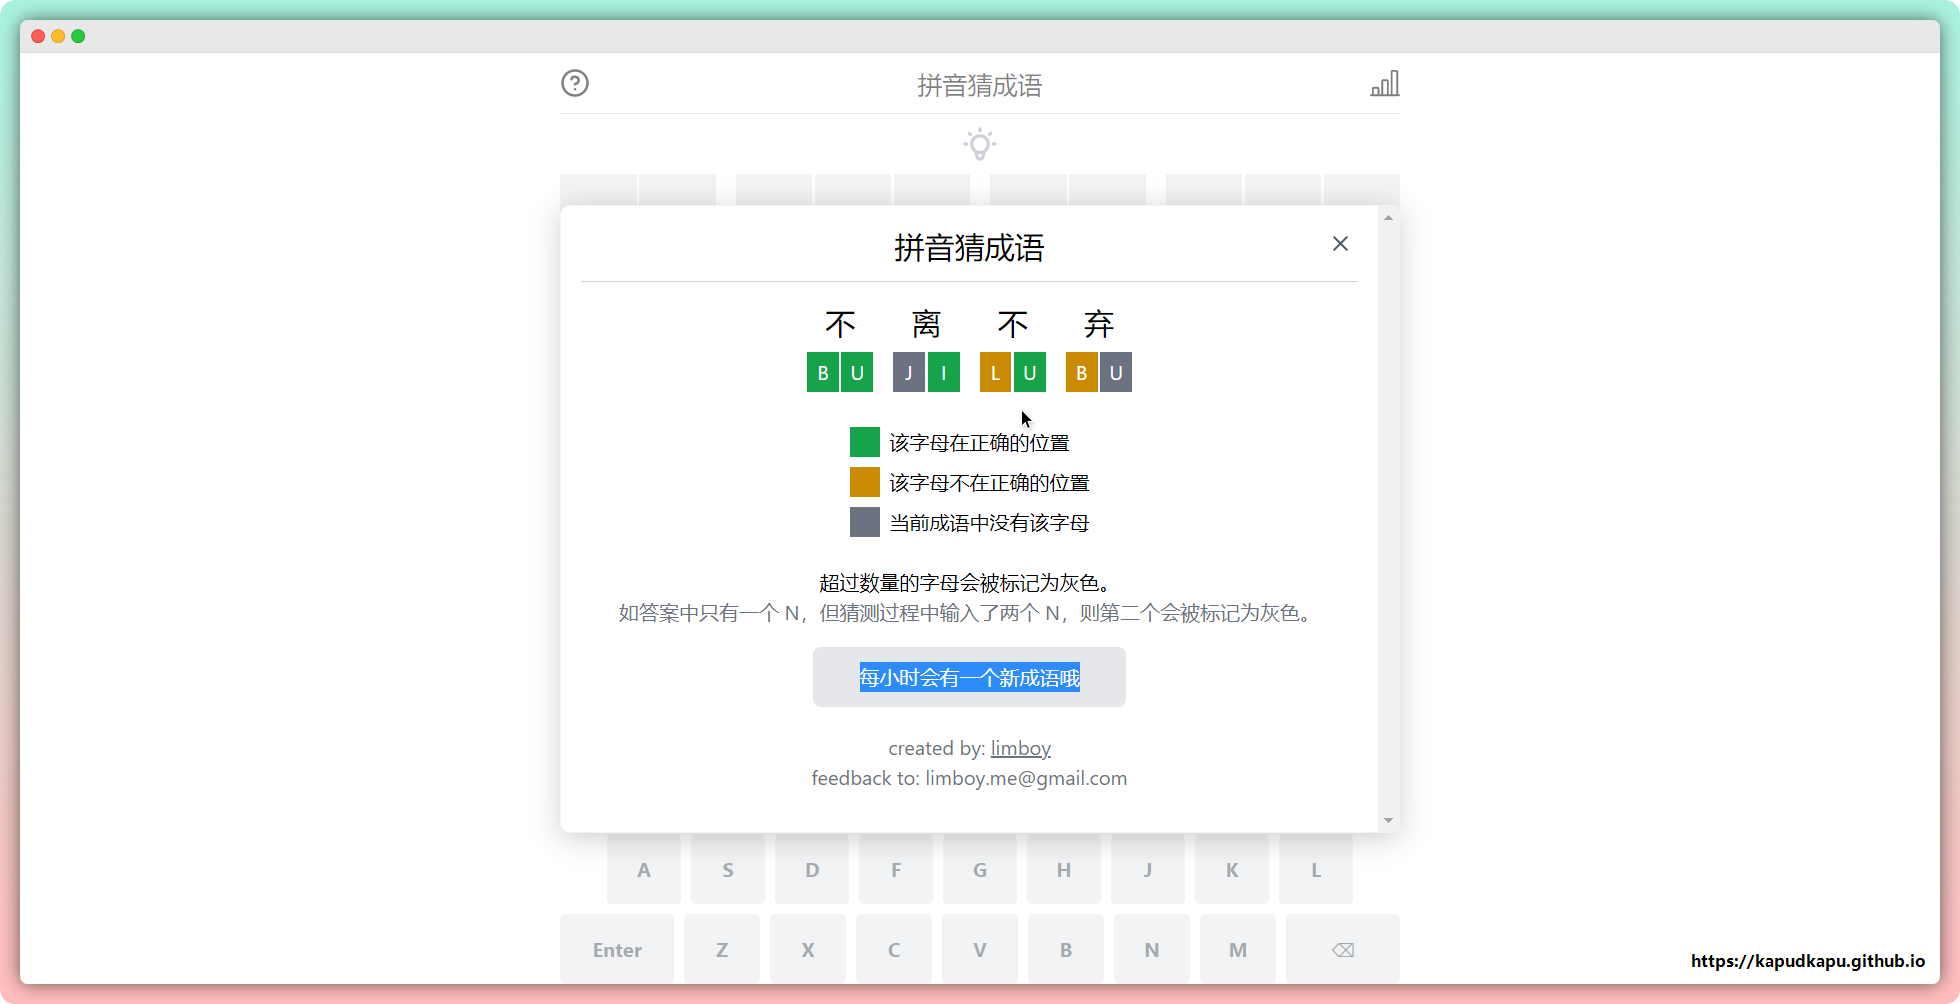 拼音猜成语
拼音猜成语
不 离 不 弃
B U J I L U B U
该字母在正确的位置
该字母不在正确的位置
当前成语中没有该字母
超过数量的字母会被标记为灰色。
如答案中只有一个 N，但猜测过程中输入了两个 N，则第二个会被标记为灰色。
每小时会有一个新成语哦
created by: limboy
feedback to: limboy.me@gmail.com
A S D F G H J K L
Enter Z X C V B N M ⌫
https://kapudkapu.github.io